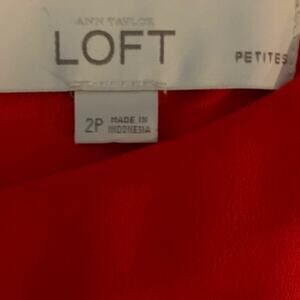 ANN TAYLOR
LOFT
PETITES
2P
MADE IN
INDONESIA